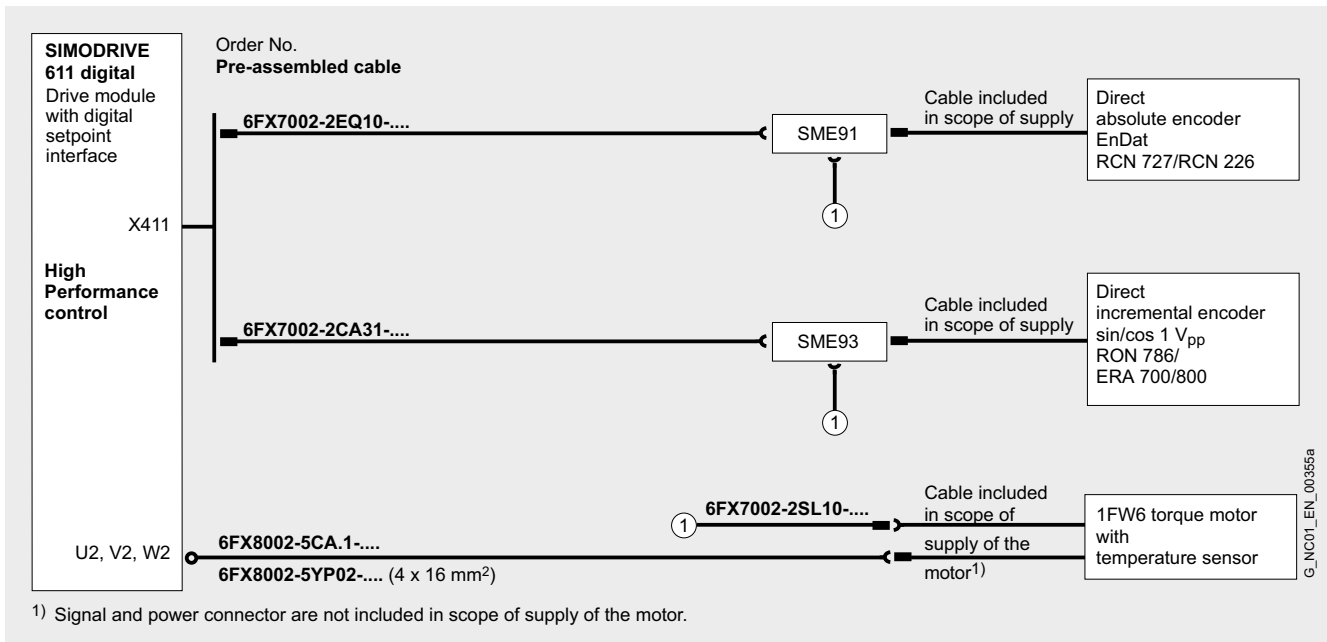 SIMODRIVE
611 digital
Drive module
with digital
setpoint
interface
X411
High
Performance
control
U2, V2, W2
Order No.
Pre-assembled cable
6FX7002-2EQ10-....
SME91
1
Cable included
in scope of supply
Direct
absolute encoder
EnDat
RCN 727/RCN 226
6FX7002-2CA31-....
SME93
1
Cable included
in scope of supply
Direct
incremental encoder
sin/cos 1 Vpp
RON 786/
ERA 700/800
1
6FX7002-2SL10-....
6FX8002-5CA.1-....
6FX8002-5YP02-.... (4 x 16 mm²)
Cable included
in scope of
supply of the
motor1)
1FW6 torque motor
with
temperature sensor
G_NC01_EN_00355a
1) Signal and power connector are not included in scope of supply of the motor.